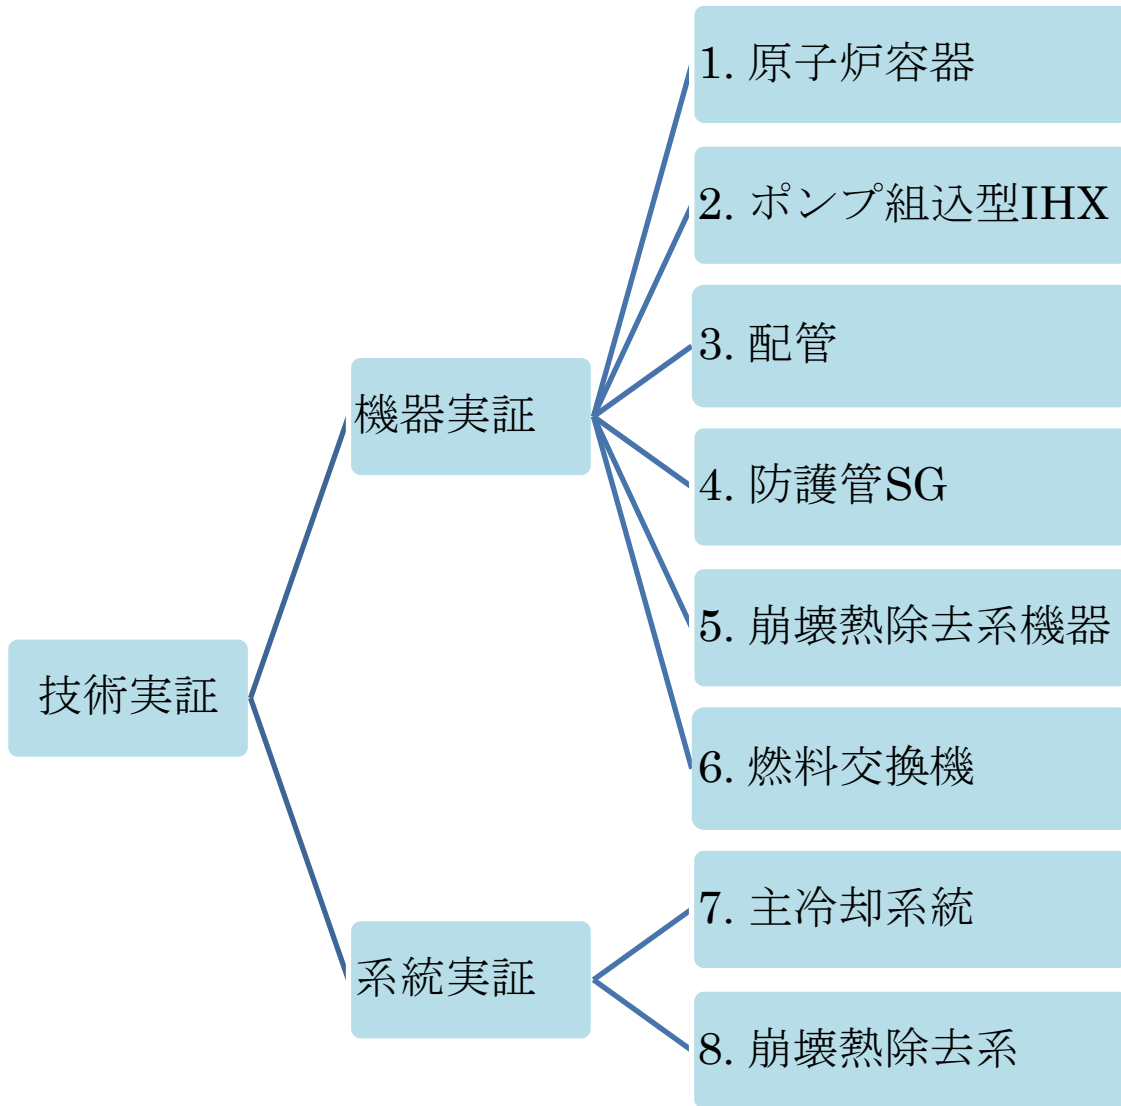 技術実証
機器実証
1. 原子炉容器
2. ポンプ組込型IHX
3. 配管
4. 防護管SG
5. 崩壊熱除去系機器
6. 燃料交換機
系統実証
7. 主冷却系統
8. 崩壊熱除去系